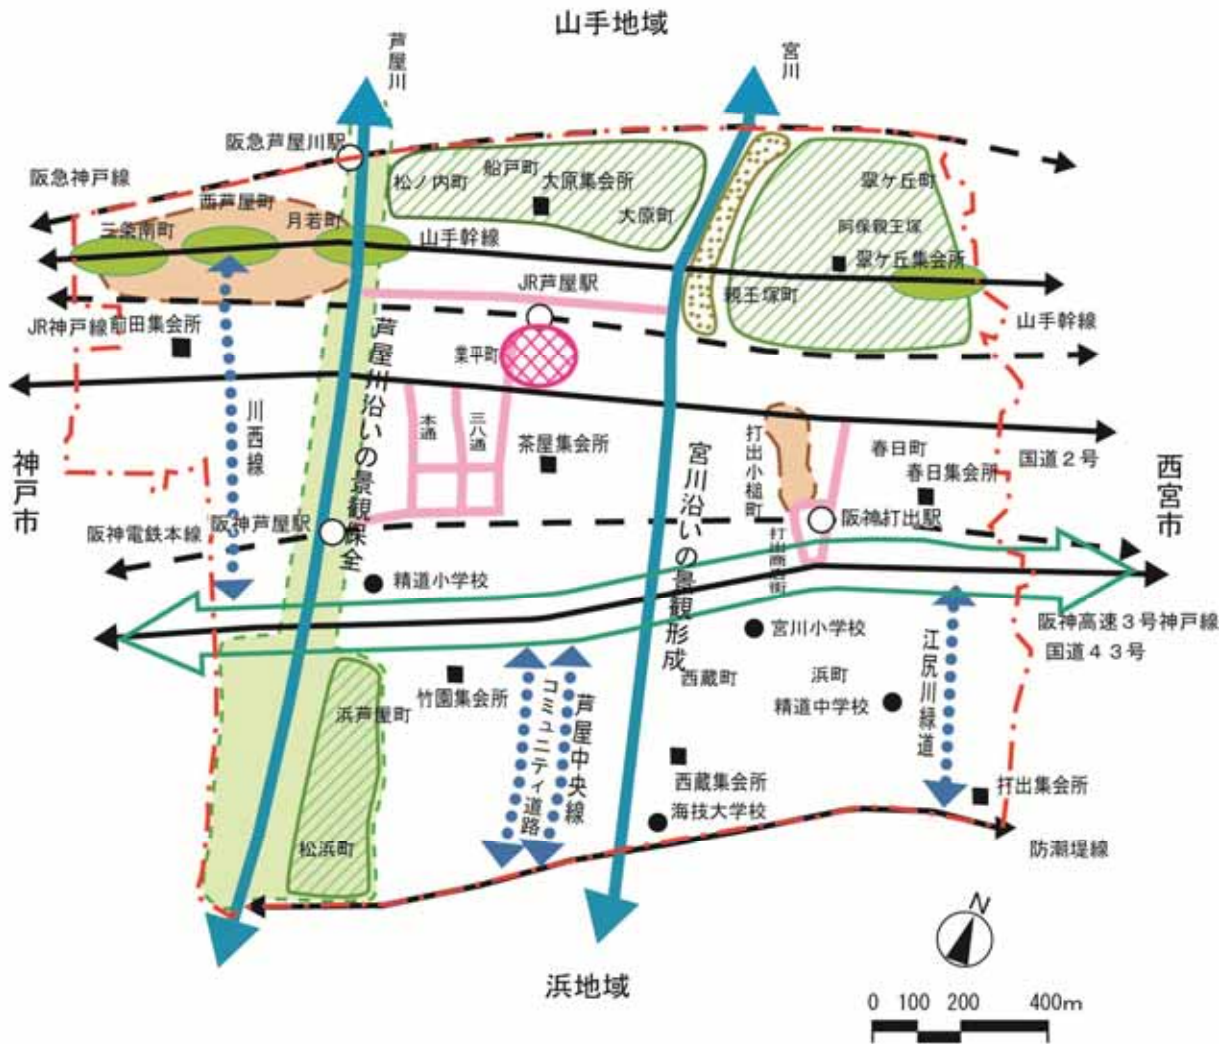 山手地域
芦屋川
宮川
阪急芦屋川駅
阪急神戸線
松ノ内町
船戸町
大原集会所
大原町
翠ケ丘町
西芦屋町
月若町
三条南町
山手幹線
阿保親王塚
翠ケ丘集会所
親王塚町
JR芦屋駅
山手幹線
JR神戸線
前田集会所
業平町
川西線
芦屋川沿いの景観保全
本通
三八通
茶屋集会所
宮川沿いの景観形成
打出小槌町
春日町
春日集会所
国道2号
神戸市
西宮市
阪神電鉄本線
阪神芦屋駅
阪神打出駅
打出商店街
精道小学校
宮川小学校
阪神高速3号神戸線
国道43号
江尻川緑道
西蔵町
浜町
精道中学校
竹園集会所
浜芦屋町
コミュニティ道路
芦屋中央線
西蔵集会所
打出集会所
海技大学校
松浜町
防潮堤線
浜地域
N
0 100 200 400m